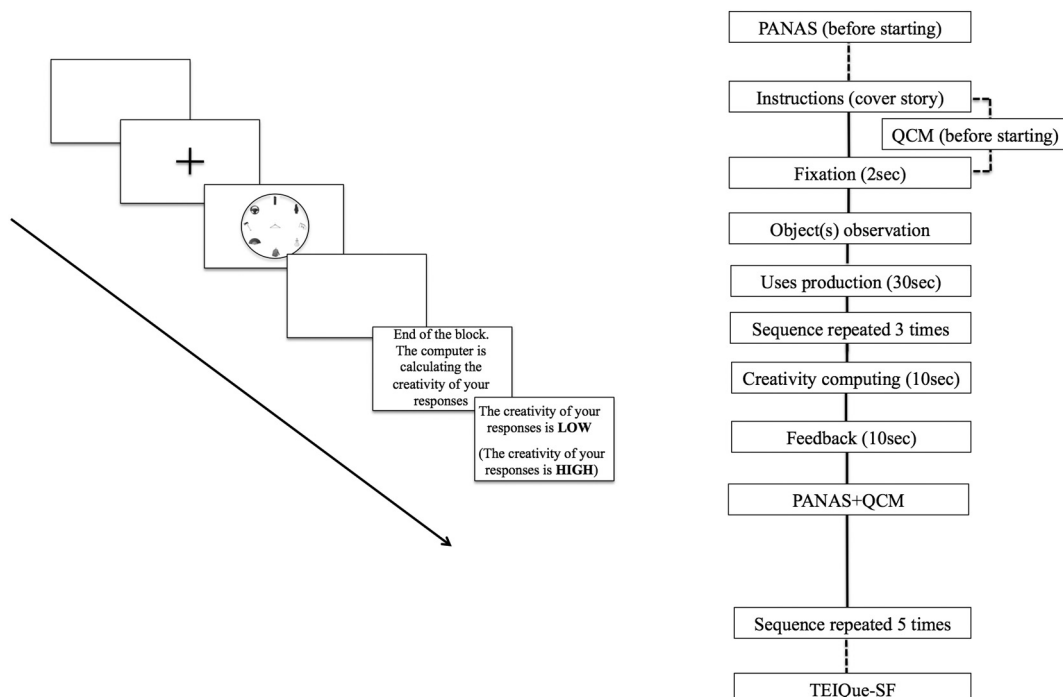 End of the block.
The computer is
calculating the
creativity of your
responses
The creativity of your
responses is LOW
(The creativity of your
responses is HIGH)
PANAS (before starting)
Instructions (cover story)
QCM (before starting)
Fixation (2sec)
Object(s) observation
Uses production (30sec)
Sequence repeated 3 times
Creativity computing (10sec)
Feedback (10sec)
PANAS+QCM
Sequence repeated 5 times
TEIQue-SF